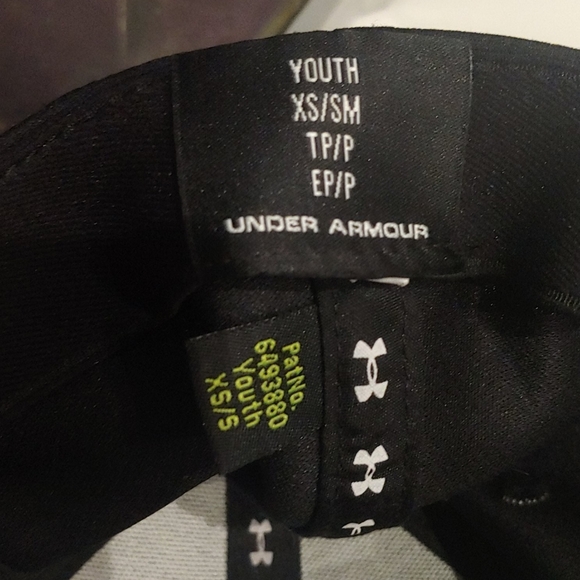 YOUTH
XS/SM
TP/P
EP/P
UNDER ARMOUR
PatNo.
6493880
Youth
XS/S